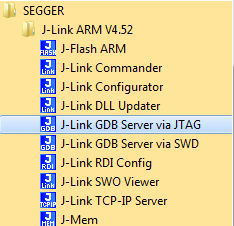 SEGGER
J-Link ARM V4.52
J-Flash ARM
J-Link Commander
J-Link Configurator
J-Link DLL Updater
J-Link GDB Server via JTAG
J-Link GDB Server via SWD
J-Link RDI Config
J-Link SWO Viewer
J-Link TCP-IP Server
J-Mem